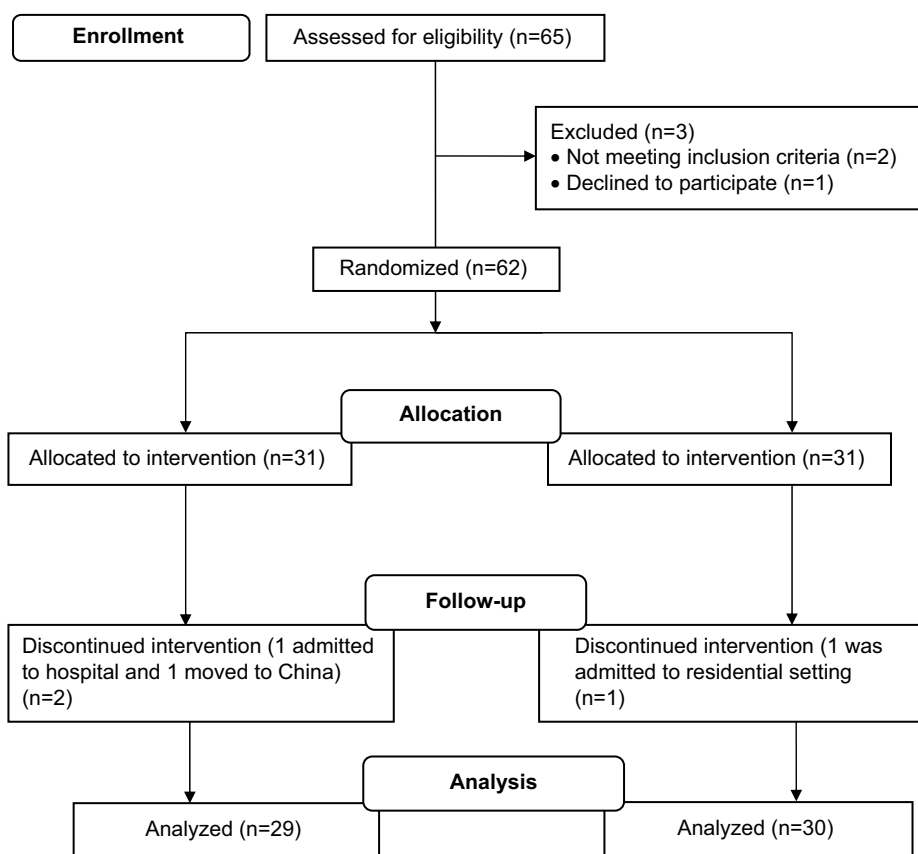 Enrollment
Assessed for eligibility (n=65)
Excluded (n=3)
• Not meeting inclusion criteria (n=2)
• Declined to participate (n=1)
Randomized (n=62)
Allocation
Allocated to intervention (n=31)
Allocated to intervention (n=31)
Follow-up
Discontinued intervention (1 admitted
to hospital and 1 moved to China)
(n=2)
Discontinued intervention (1 was
admitted to residential setting
(n=1)
Analysis
Analyzed (n=29)
Analyzed (n=30)